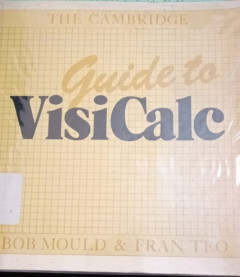 THE CAMBRIDGE
Guide to
VisiCalc
BOB MOULD & FRAN TEO